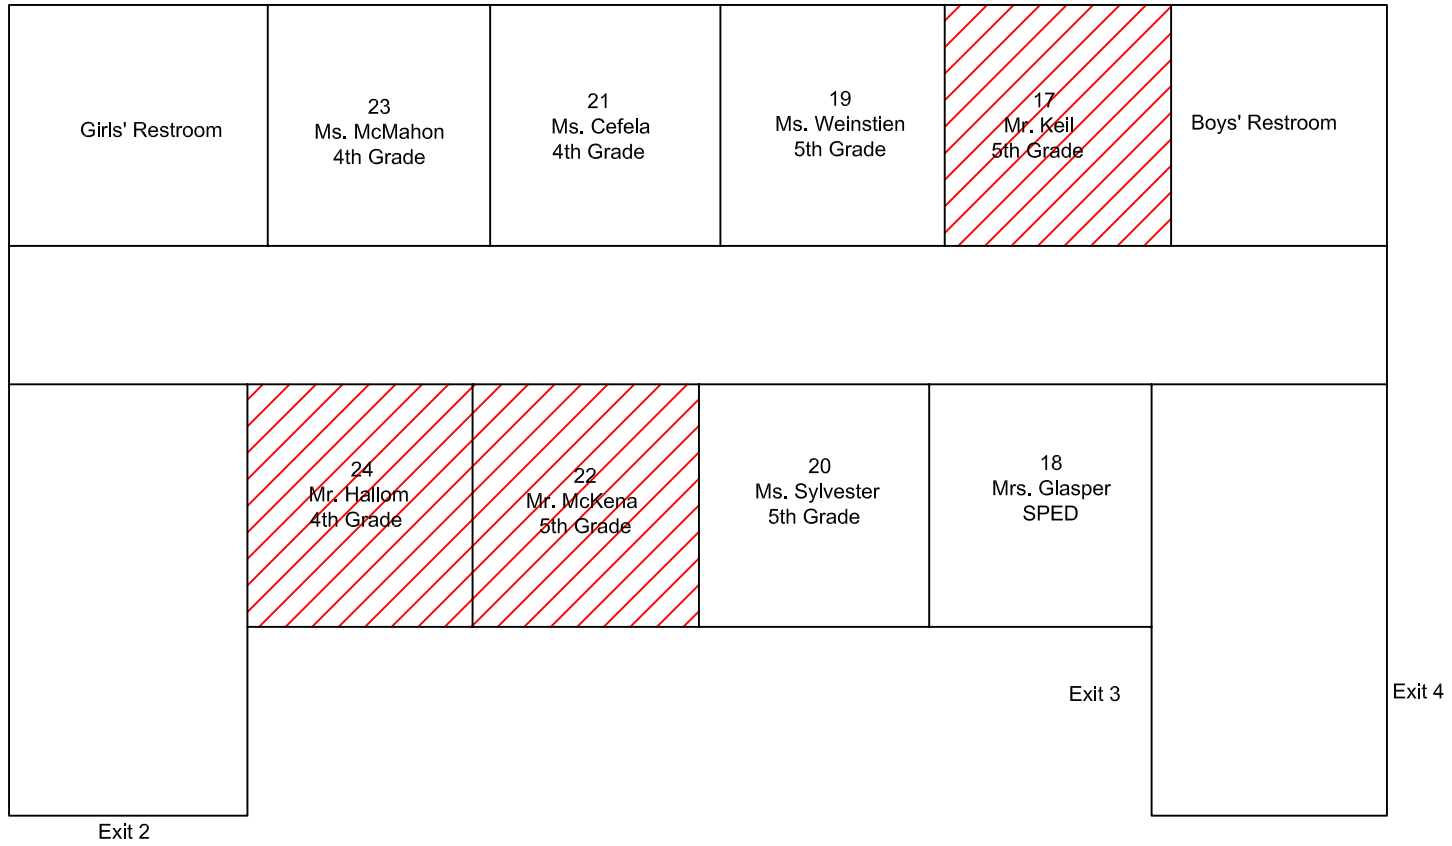 Girls' Restroom
23
Ms. McMahon
4th Grade
21
Ms. Cefela
4th Grade
19
Ms. Weinstien
5th Grade
17
Mr. Keil
5th Grade
Boys' Restroom
24
Mr. Hallom
4th Grade
22
Mr. McKena
5th Grade
20
Ms. Sylvester
5th Grade
18
Mrs. Glasper
SPED
Exit 3
Exit 4
Exit 2